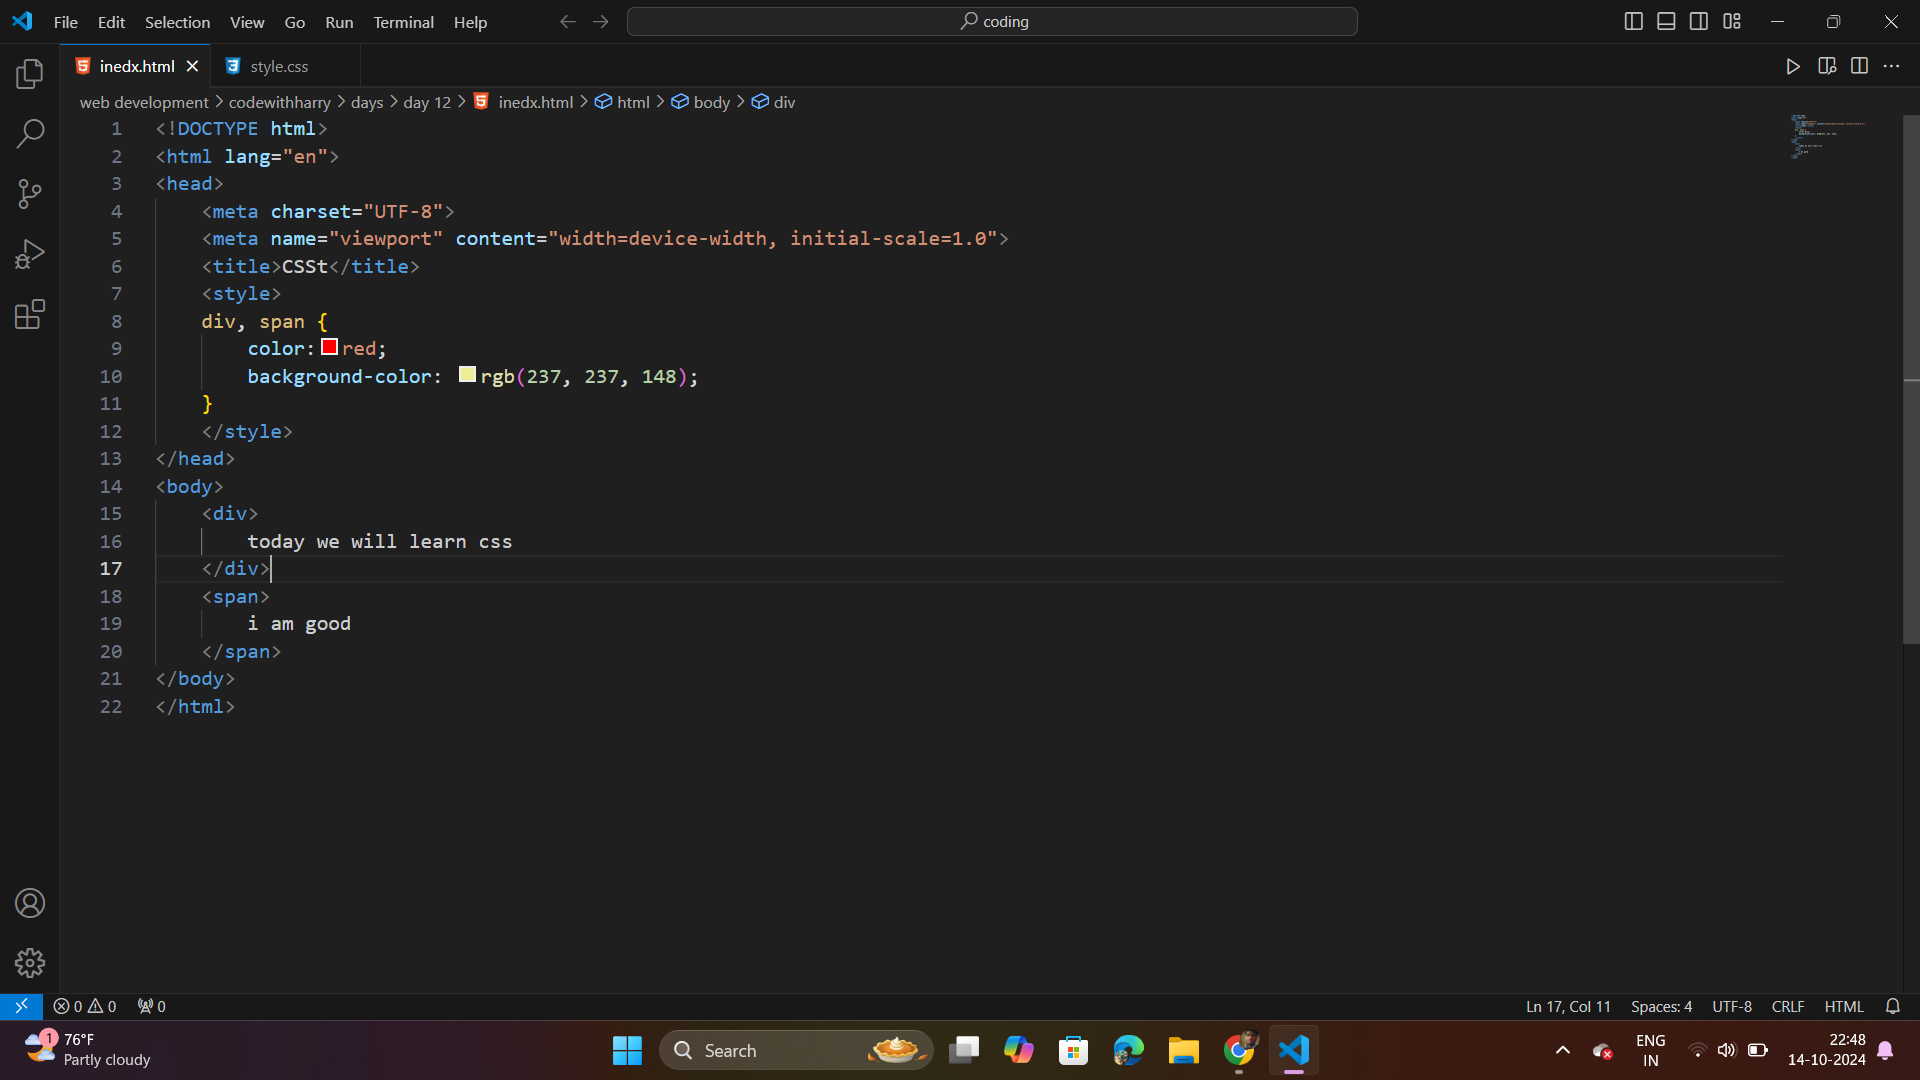 File Edit Selection View Go Run Terminal Help coding
inedx.html style.css
web development > codewithharry > days > day 12 > inedx.html > html > body > div
1 <!DOCTYPE html>
2 <html lang="en">
3 <head>
4 <meta charset="UTF-8">
5 <meta name="viewport" content="width=device-width, initial-scale=1.0">
6 <title>CSSt</title>
7 <style>
8 div, span {
9 color: red;
10 background-color: rgb(237, 237, 148);
11 }
12 </style>
13 </head>
14 <body>
15 <div>
16 today we will learn css
17 </div>
18 <span>
19 i am good
20 </span>
21 </body>
22 </html>
0 0 0 Ln 17, Col 11 Spaces: 4 UTF-8 CRLF HTML
1 76°F Search ENG 22:48
Partly cloudy IN 14-10-2024